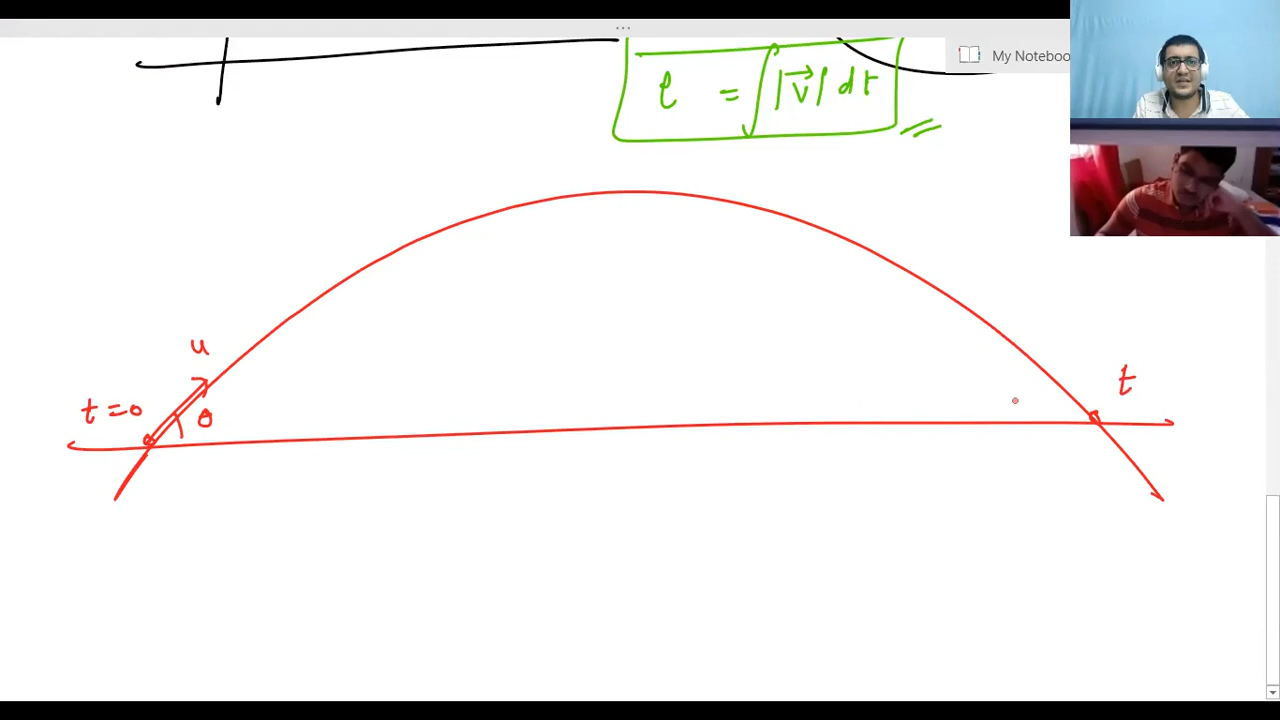 My Noteboo
l = ∫|v⃗| dt
u
t=0
θ
t